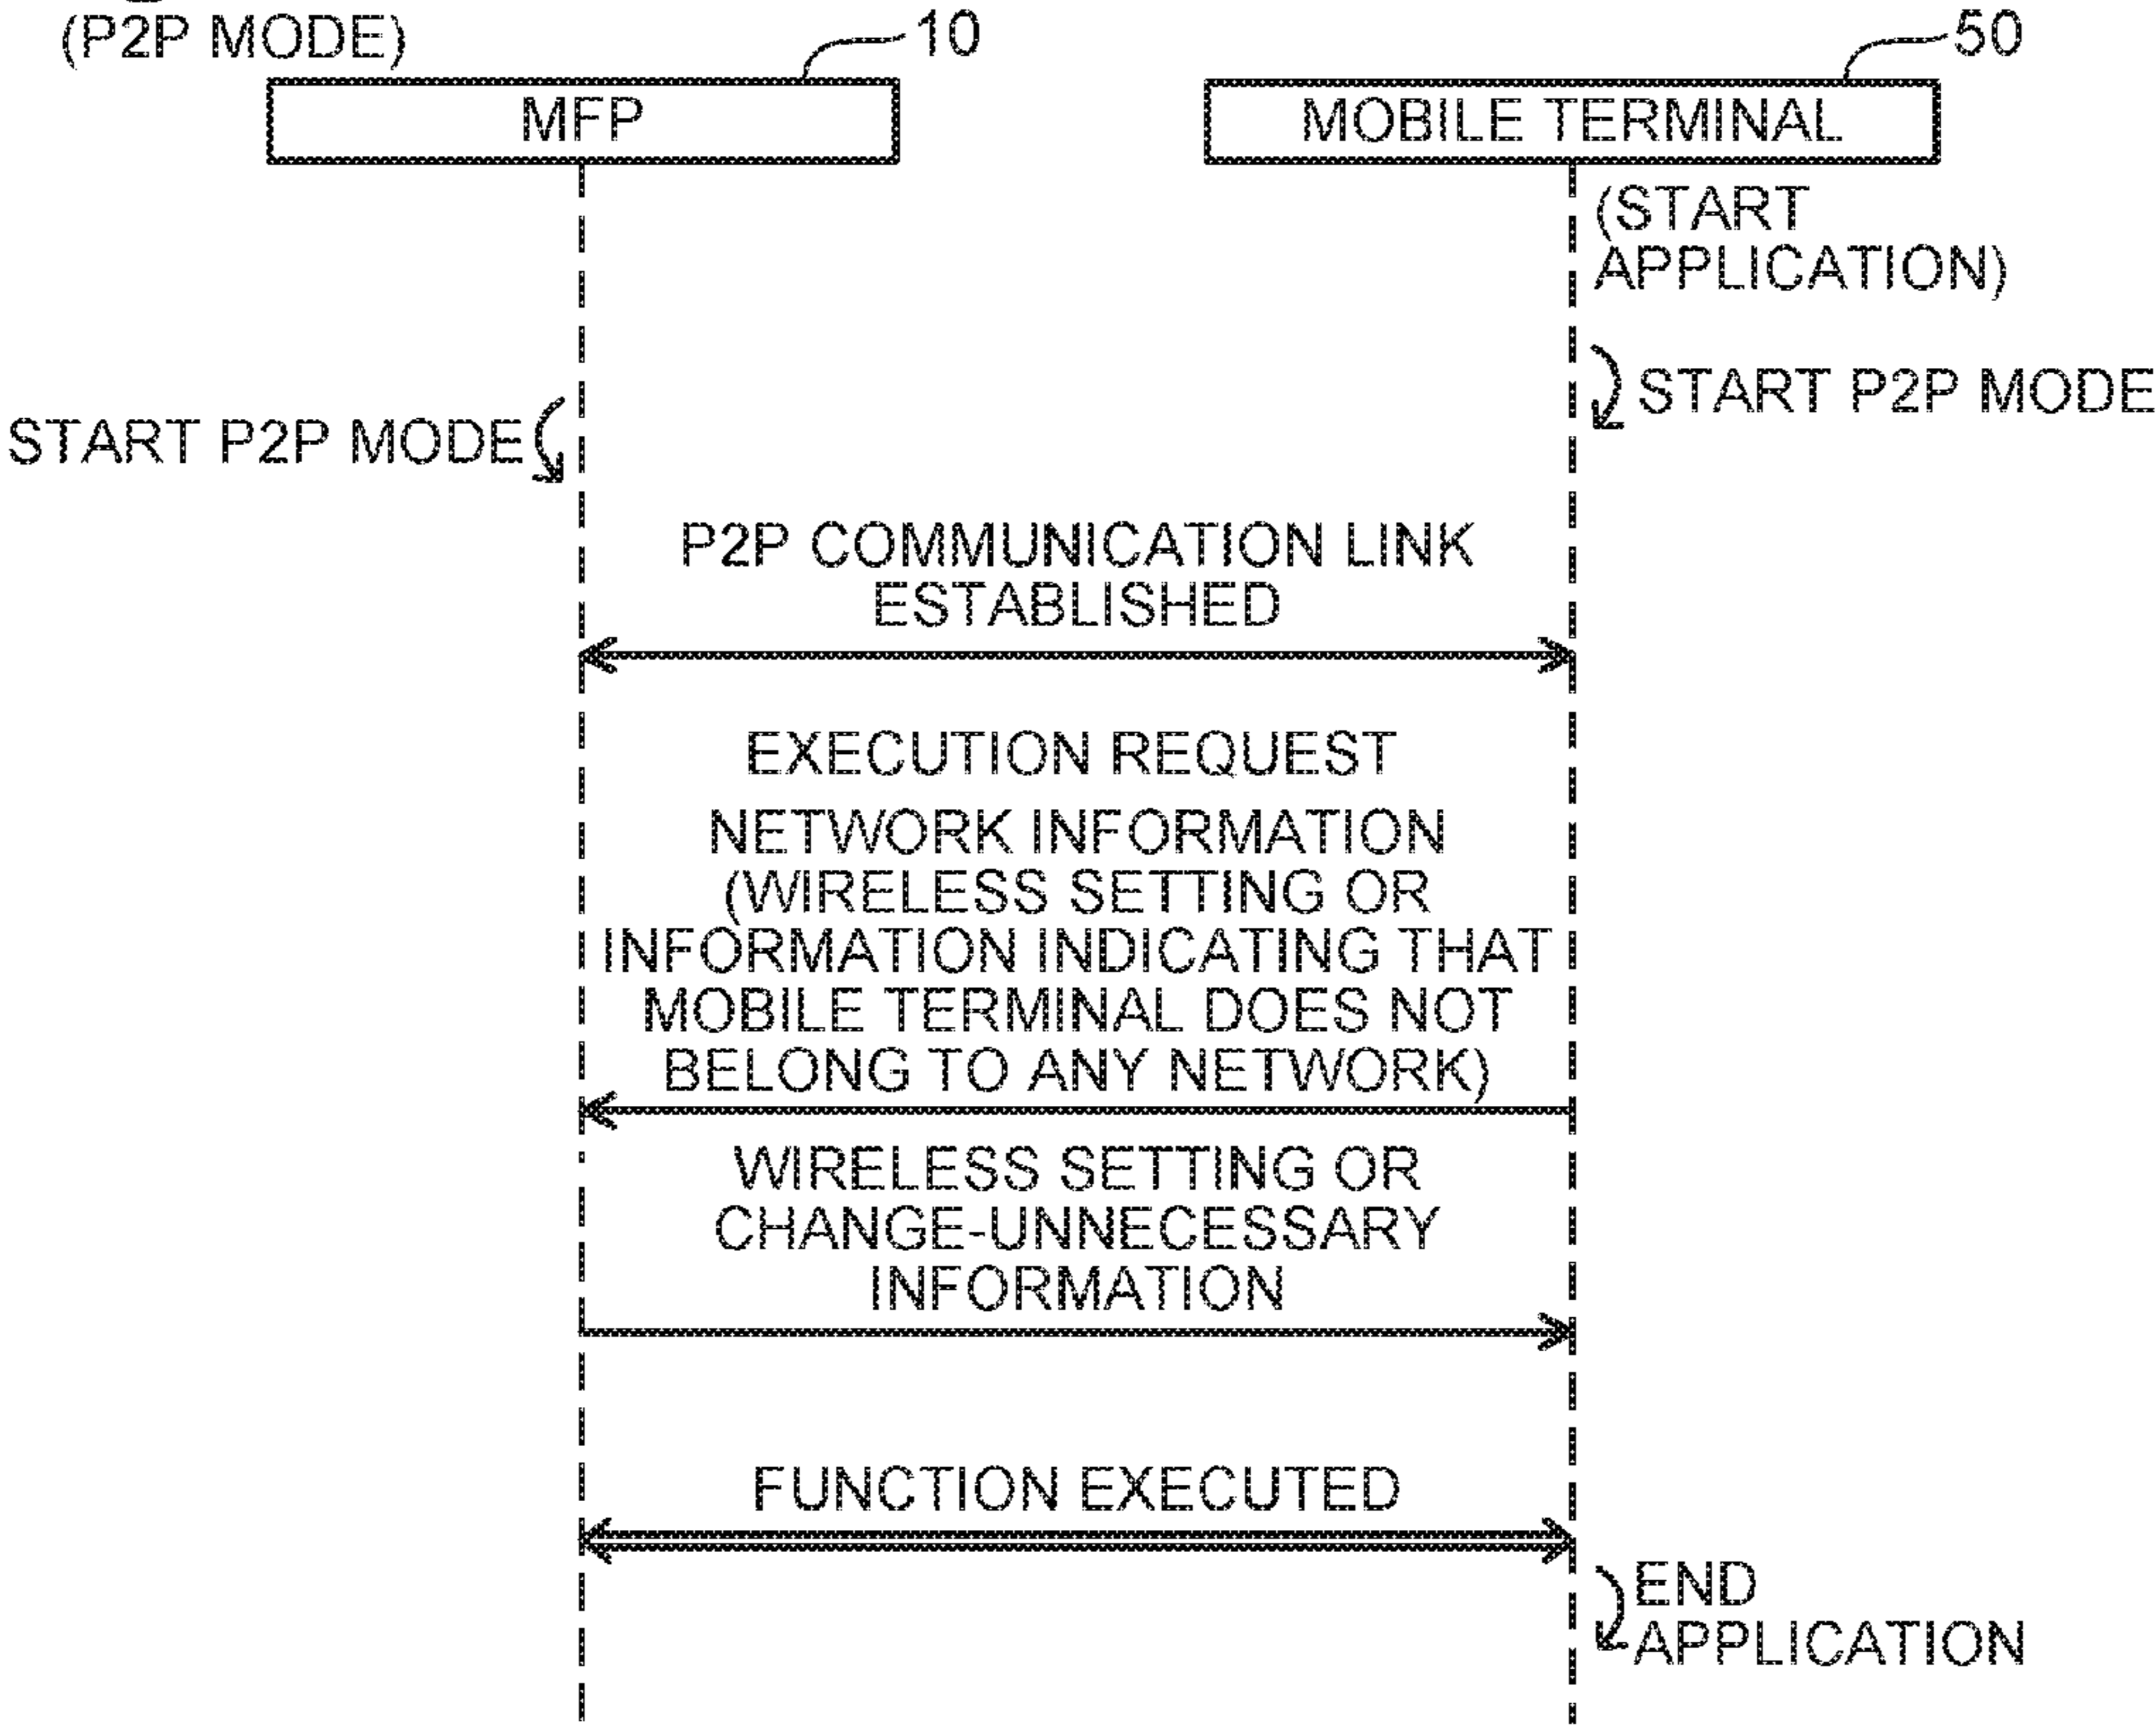 (P2P MODE)
10
50
MFP
MOBILE TERMINAL
(START
APPLICATION)
START P2P MODE
START P2P MODE
P2P COMMUNICATION LINK
ESTABLISHED
EXECUTION REQUEST
NETWORK INFORMATION
(WIRELESS SETTING OR
INFORMATION INDICATING THAT
MOBILE TERMINAL DOES NOT
BELONG TO ANY NETWORK)
WIRELESS SETTING OR
CHANGE-UNNECESSARY
INFORMATION
FUNCTION EXECUTED
END
APPLICATION